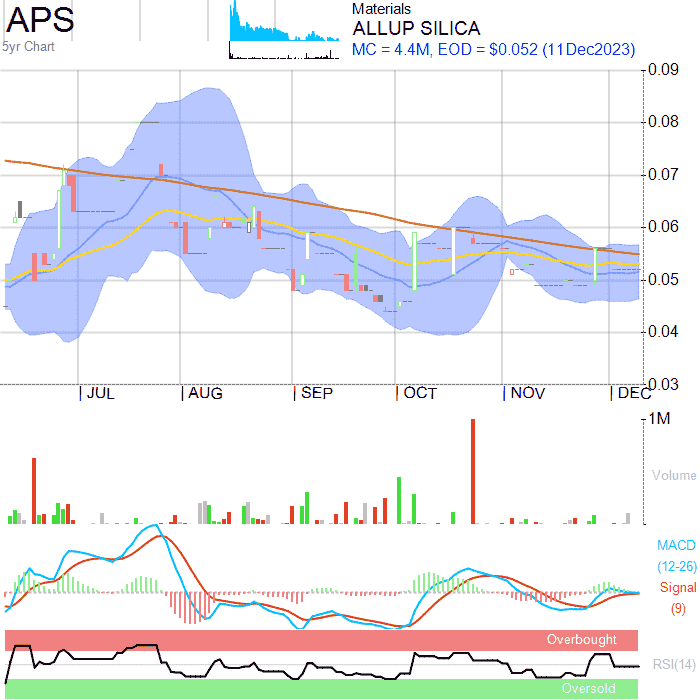 APS
5yr Chart
Materials
ALLUP SILICA
MC = 4.4M, EOD = $0.052 (11Dec2023)
0.09
0.08
0.07
0.06
0.05
0.04
0.03
JUL AUG SEP OCT NOV DEC
1M
Volume
MACD
(12-26)
Signal
(9)
Overbought
RSI(14)
Oversold